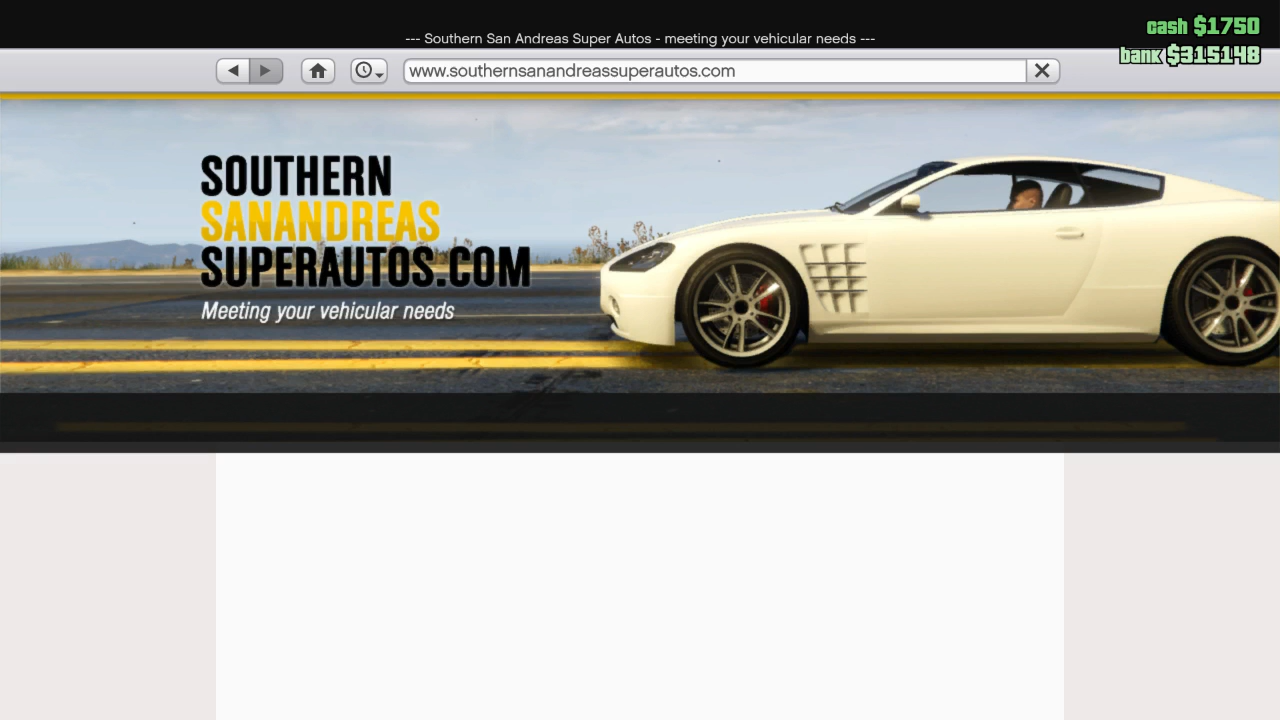 --- Southern San Andreas Super Autos - meeting your vehicular needs ---
cash $1750
bank $315148
www.southernsanandreassuperautos.com
SOUTHERN
SANANDREAS
SUPERAUTOS.COM
Meeting your vehicular needs